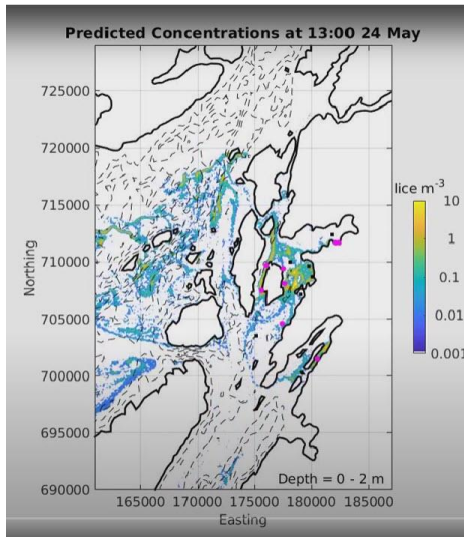 Predicted Concentrations at 13:00 24 May
725000
720000
715000
710000
705000
700000
695000
690000
Northing
165000 170000 175000 180000 185000
Easting
Depth = 0 - 2 m
lice m-3
10
1
0.1
0.01
0.001